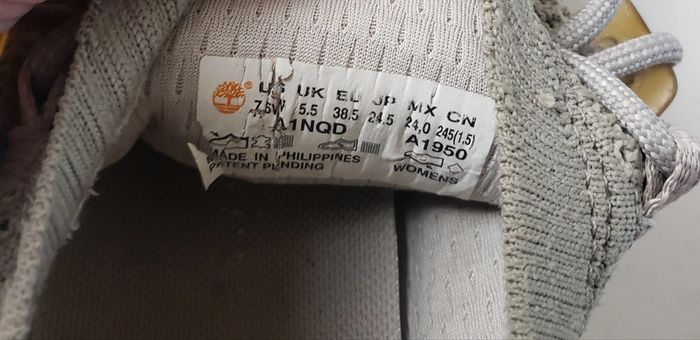 US UK EU JP MX CN
7.5W 5.5 38.5 24.5 24,0 245(1.5)
A1NQD A1950
MADE IN PHILIPPINES
PATENT PENDING WOMENS